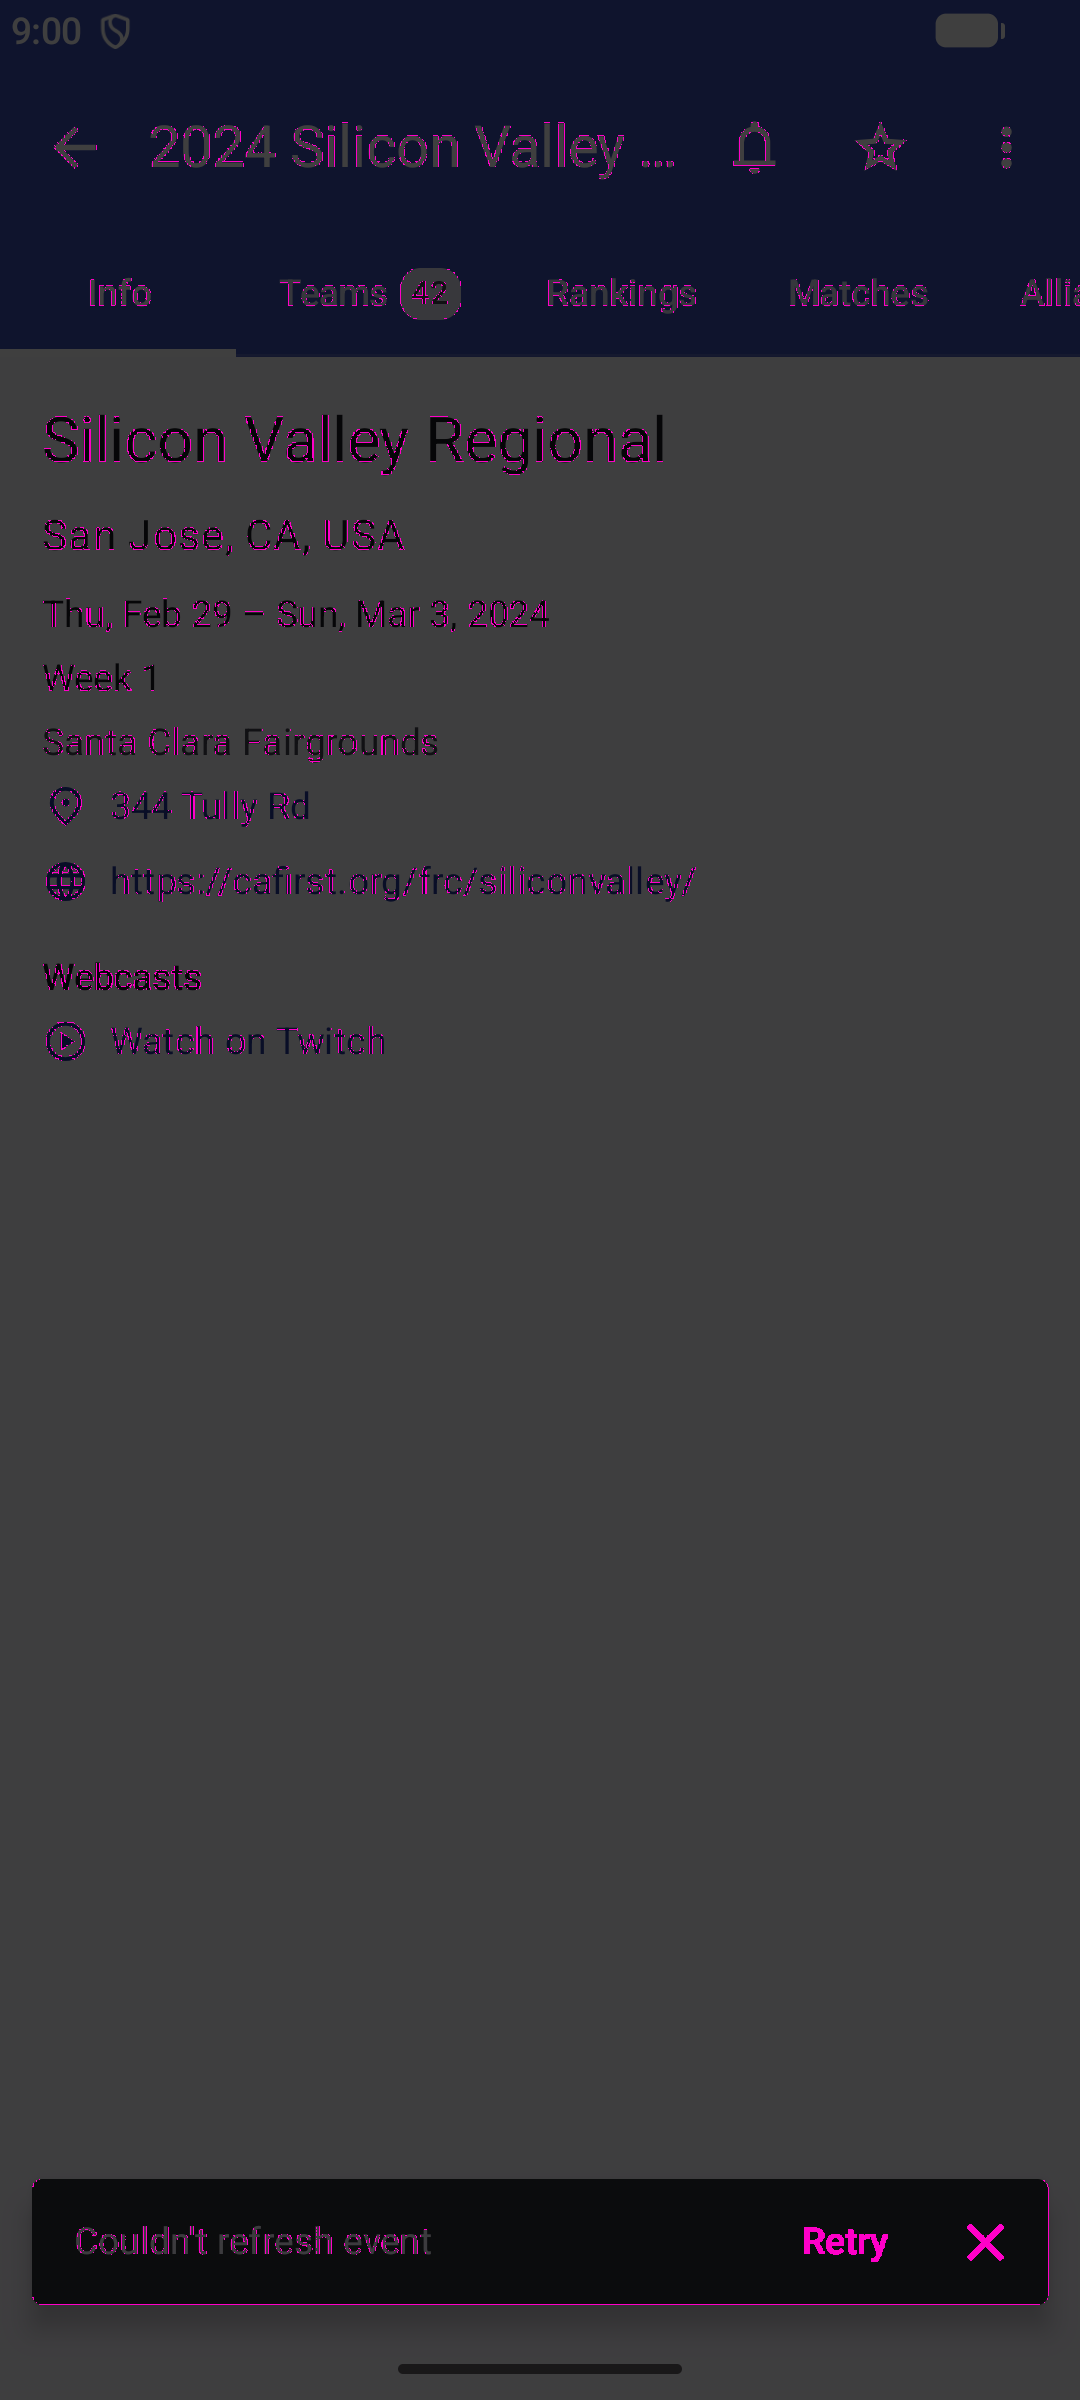 9:00
2024 Silicon Valley ...
Info Teams 42 Rankings Matches Allia
Silicon Valley Regional
San Jose, CA, USA
Thu, Feb 29 – Sun, Mar 3, 2024
Week 1
Santa Clara Fairgrounds
344 Tully Rd
https://cafirst.org/frc/siliconvalley/
Webcasts
Watch on Twitch
Couldn't refresh event Retry